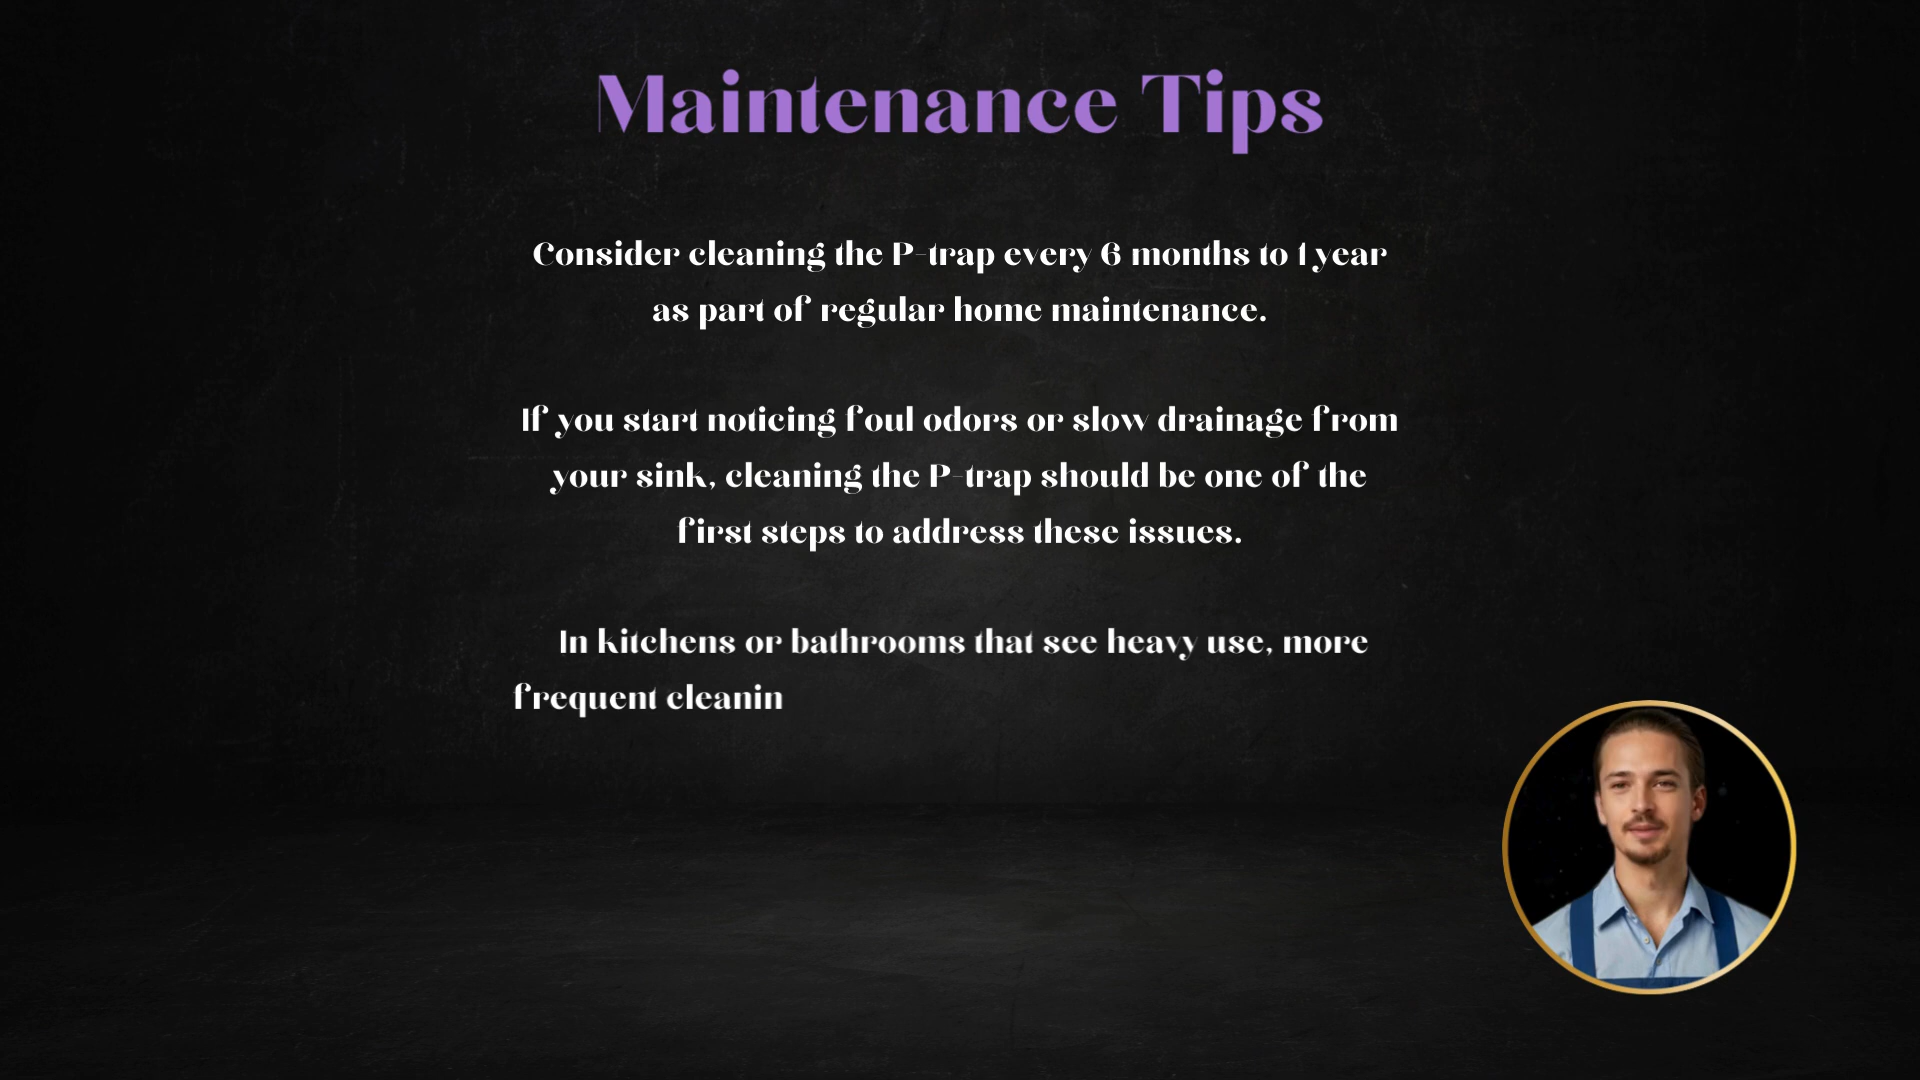 Maintenance Tips
Consider cleaning the P-trap every 6 months to 1 year
as part of regular home maintenance.
If you start noticing foul odors or slow drainage from
your sink, cleaning the P-trap should be one of the
first steps to address these issues.
In kitchens or bathrooms that see heavy use, more
frequent cleanin